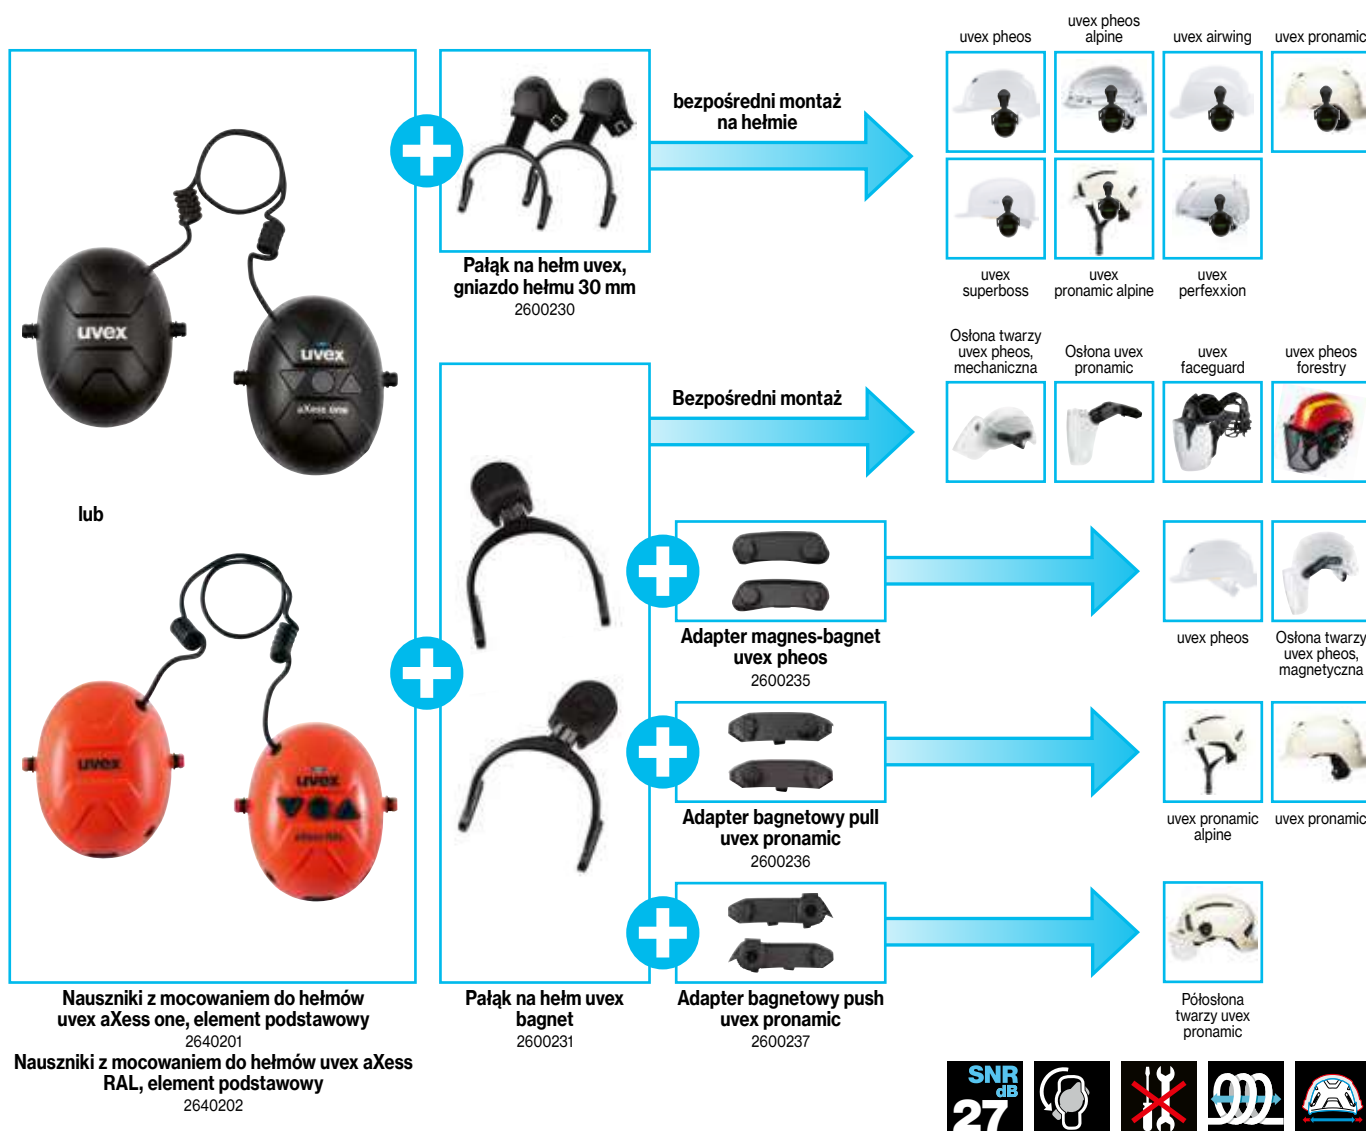 uvex pheos
uvex pheos
alpine
uvex airwing
uvex pronamic
bezpośredni montaż
na hełmie
Pałąk na hełm uvex,
gniazdo hełmu 30 mm
2600230
uvex
superboss
uvex
pronamic alpine
uvex
perfexxion
uvex
uvex
aXess one
Bezpośredni montaż
Osłona twarzy
uvex pheos,
mechaniczna
Osłona uvex
pronamic
uvex
faceguard
uvex pheos
forestry
lub
Adapter magnes-bagnet
uvex pheos
2600235
uvex pheos
Osłona twarzy
uvex pheos,
magnetyczna
uvex
uvex
Adapter bagnetowy pull
uvex pronamic
2600236
uvex pronamic
alpine
uvex pronamic
Nauszniki z mocowaniem do hełmów
uvex aXess one, element podstawowy
2640201
Nauszniki z mocowaniem do hełmów uvex aXess
RAL, element podstawowy
2640202
Pałąk na hełm uvex
bagnet
2600231
Adapter bagnetowy push
uvex pronamic
2600237
Półosłona
twarzy uvex
pronamic
SNR
dB
27